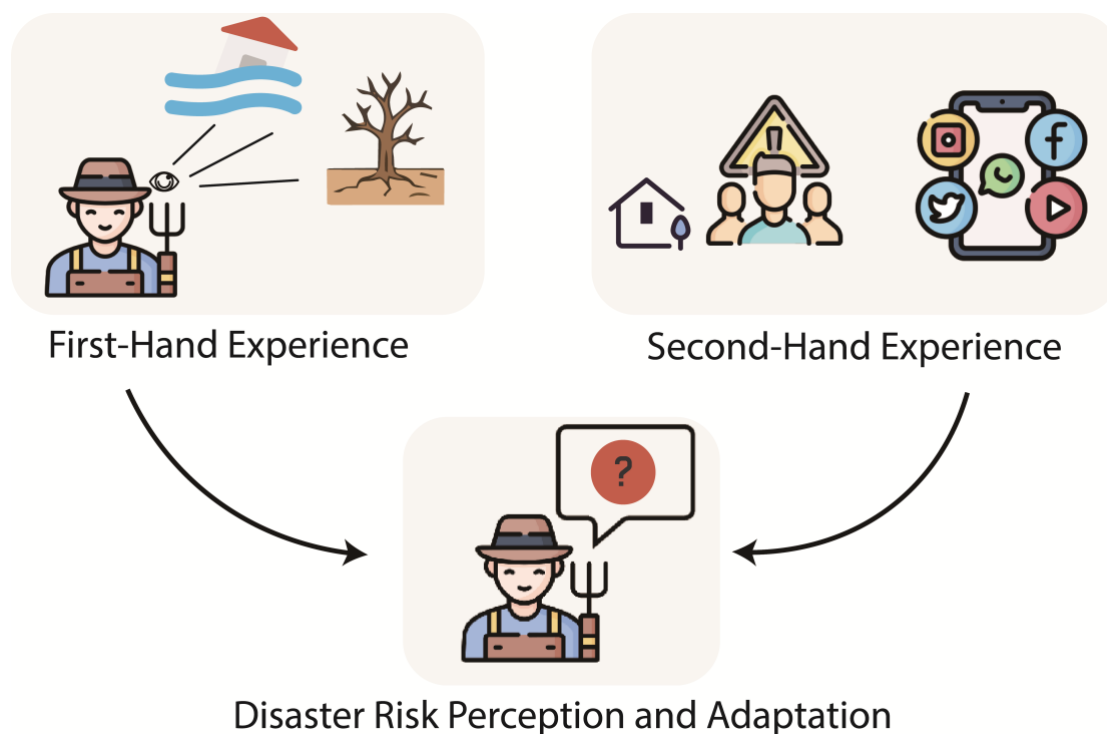 First-Hand Experience
Second-Hand Experience
?
Disaster Risk Perception and Adaptation